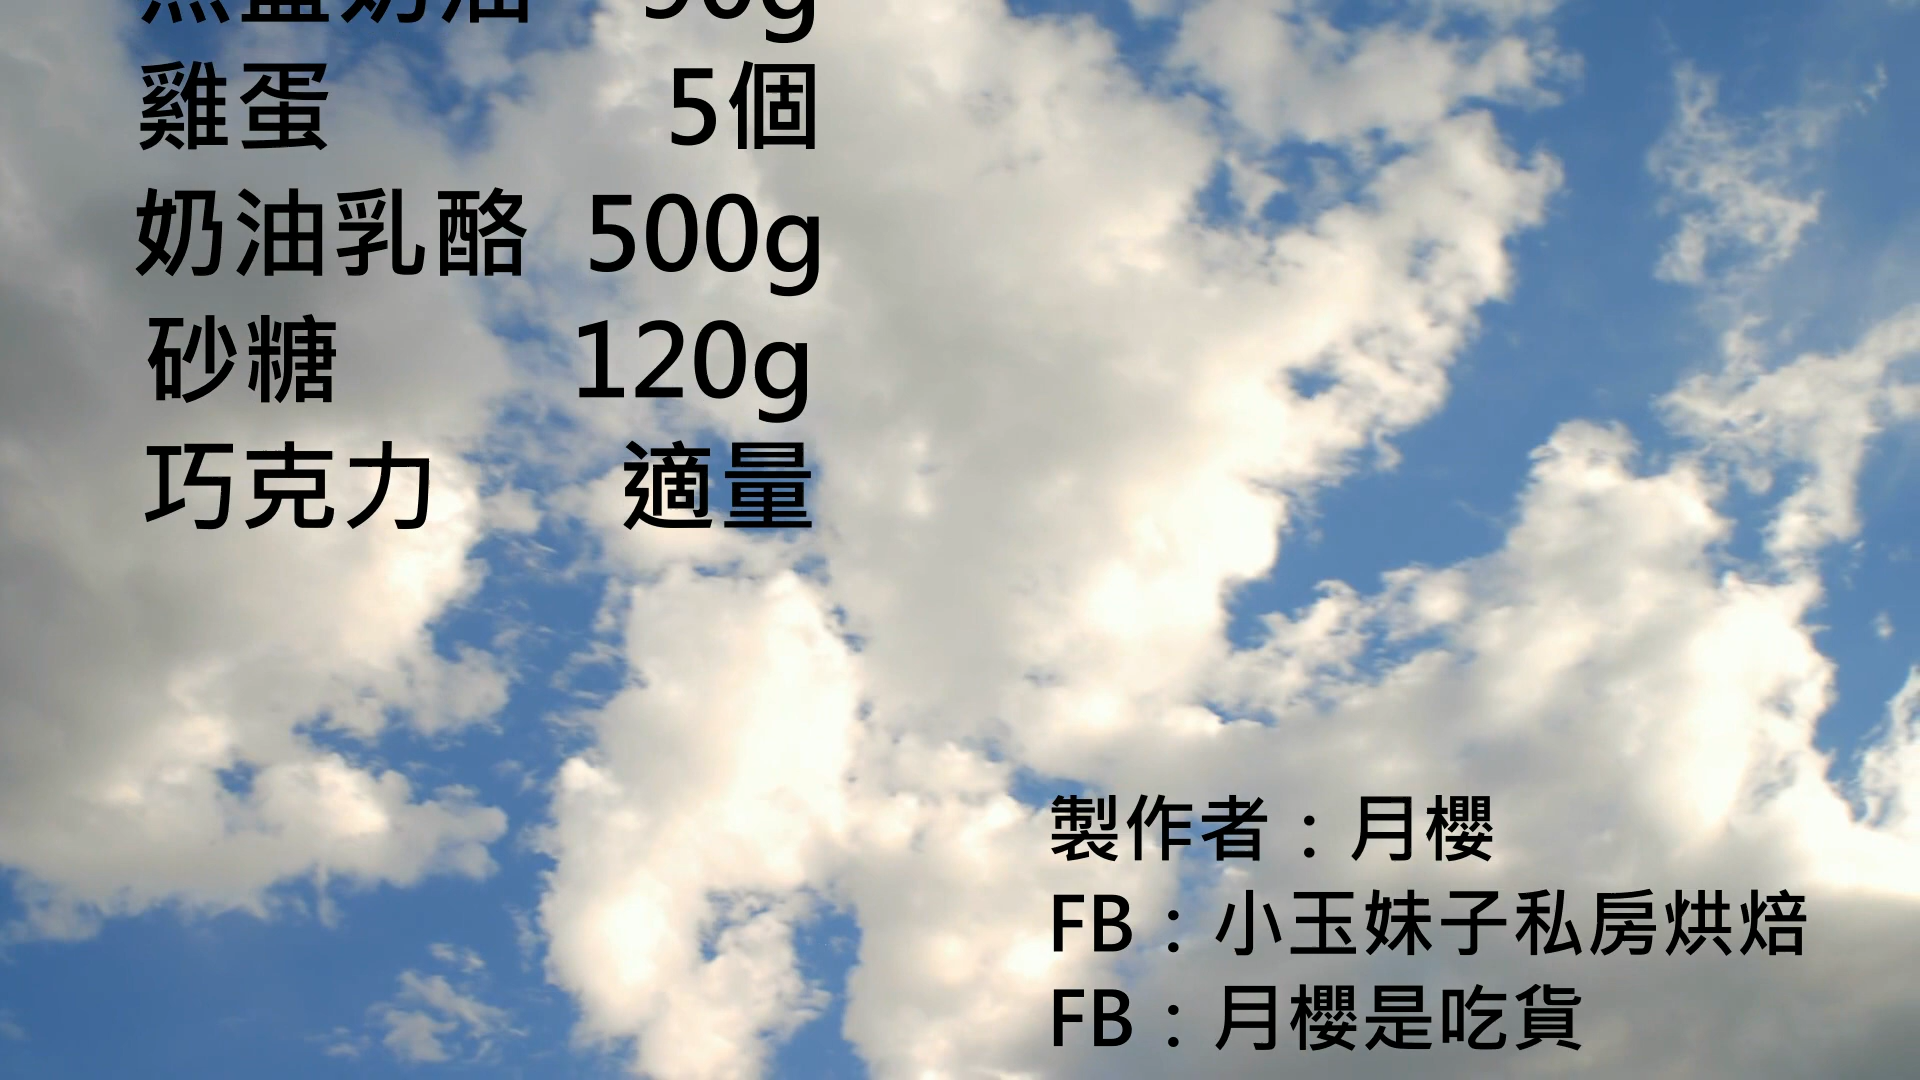 雞蛋 5個
奶油乳酪 500g
砂糖 120g
巧克力 適量
製作者：月櫻
FB：小玉妹子私房烘焙
FB：月櫻是吃貨